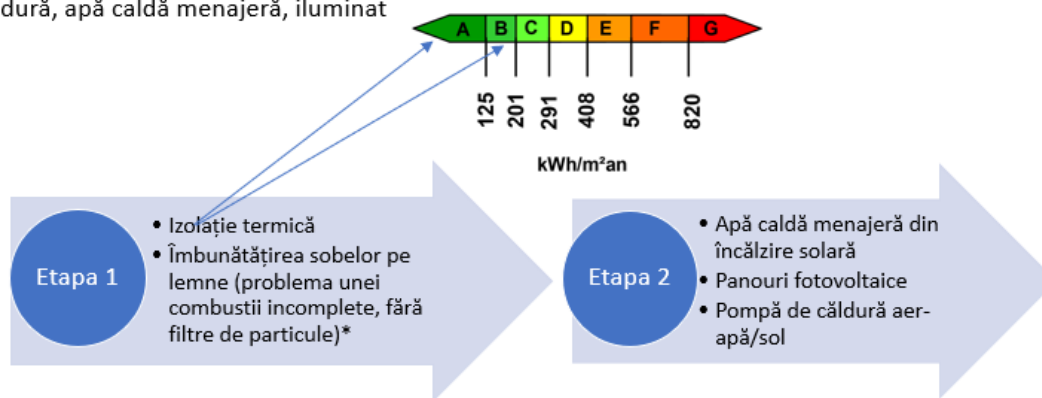 dură, apă caldă menajeră, iluminat
A B C D E F G
125 201 291 408 566 820
kWh/m²an
Etapa 1
• Izolație termică
• Îmbunătățirea sobelor pe
lemne (problema unei
combustii incomplete, fără
filtre de particule)*
Etapa 2
• Apă caldă menajeră din
încălzire solară
• Panouri fotovoltaice
• Pompă de căldură aer-
apă/sol